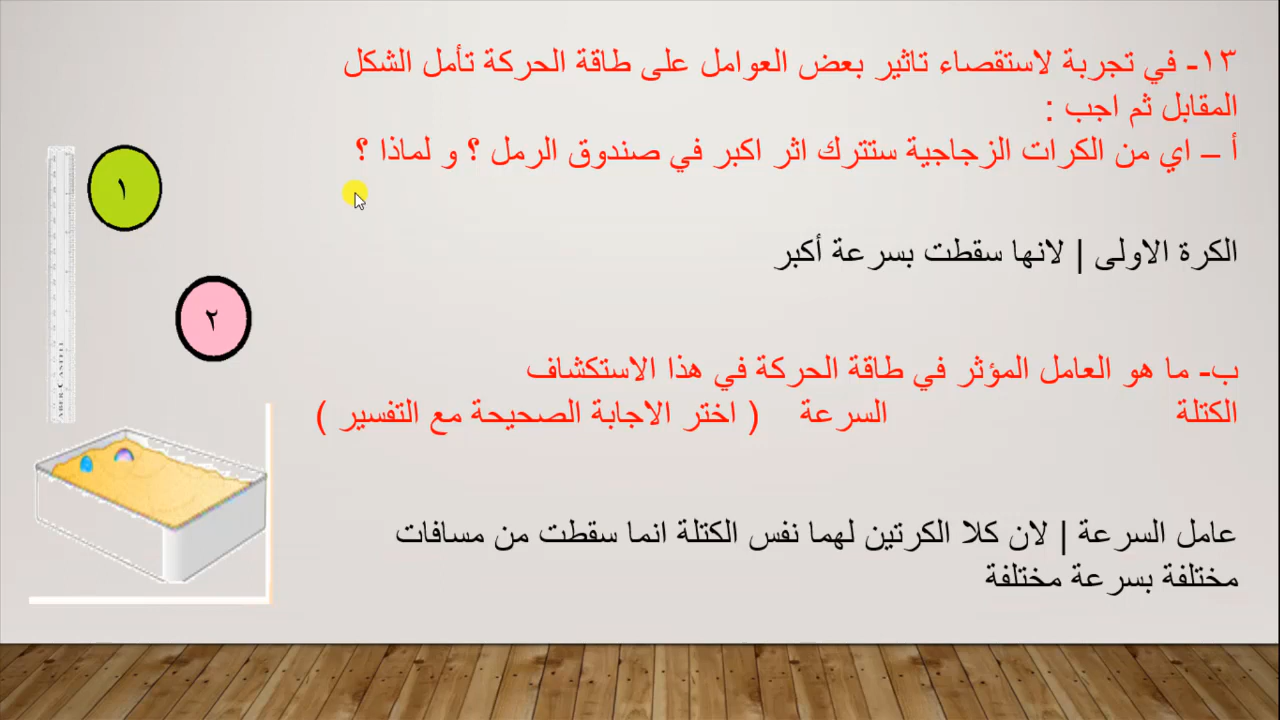 ١٣- في تجربة لاستقصاء تاثير بعض العوامل على طاقة الحركة تأمل الشكل
المقابل ثم اجب :
أ – اي من الكرات الزجاجية ستترك اثر اكبر في صندوق الرمل ؟ و لماذا ؟
١
الكرة الاولى | لانها سقطت بسرعة أكبر
٢
ب- ما هو العامل المؤثر في طاقة الحركة في هذا الاستكشاف
الكتلة السرعة ( اختر الاجابة الصحيحة مع التفسير )
ABER CASTELL
عامل السرعة | لان كلا الكرتين لهما نفس الكتلة انما سقطت من مسافات
مختلفة بسرعة مختلفة